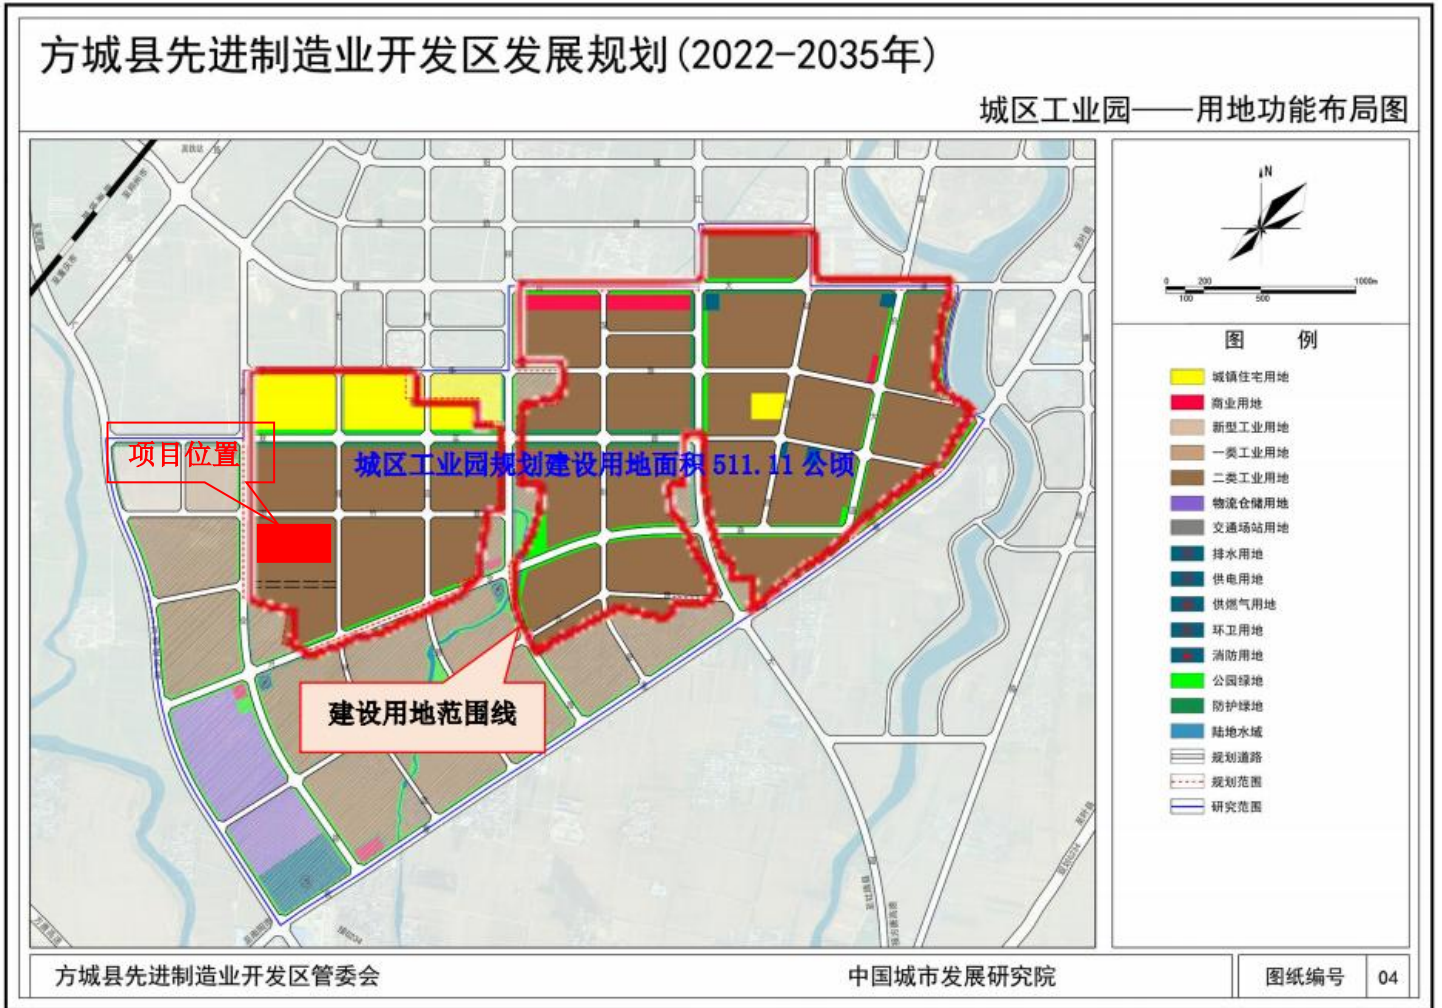 方城县先进制造业开发区发展规划(2022-2035年)
城区工业园——用地功能布局图
N
0 200 1000m
100 500
图 例
城镇住宅用地
商业用地
新型工业用地
一类工业用地
二类工业用地
物流仓储用地
交通场站用地
排水用地
供电用地
供燃气用地
环卫用地
消防用地
公园绿地
防护绿地
陆地水域
规划道路
规划范围
研究范围
项目位置
城区工业园规划建设用地面积 511.11 公顷
建设用地范围线
方城县先进制造业开发区管委会
中国城市发展研究院
图纸编号
04